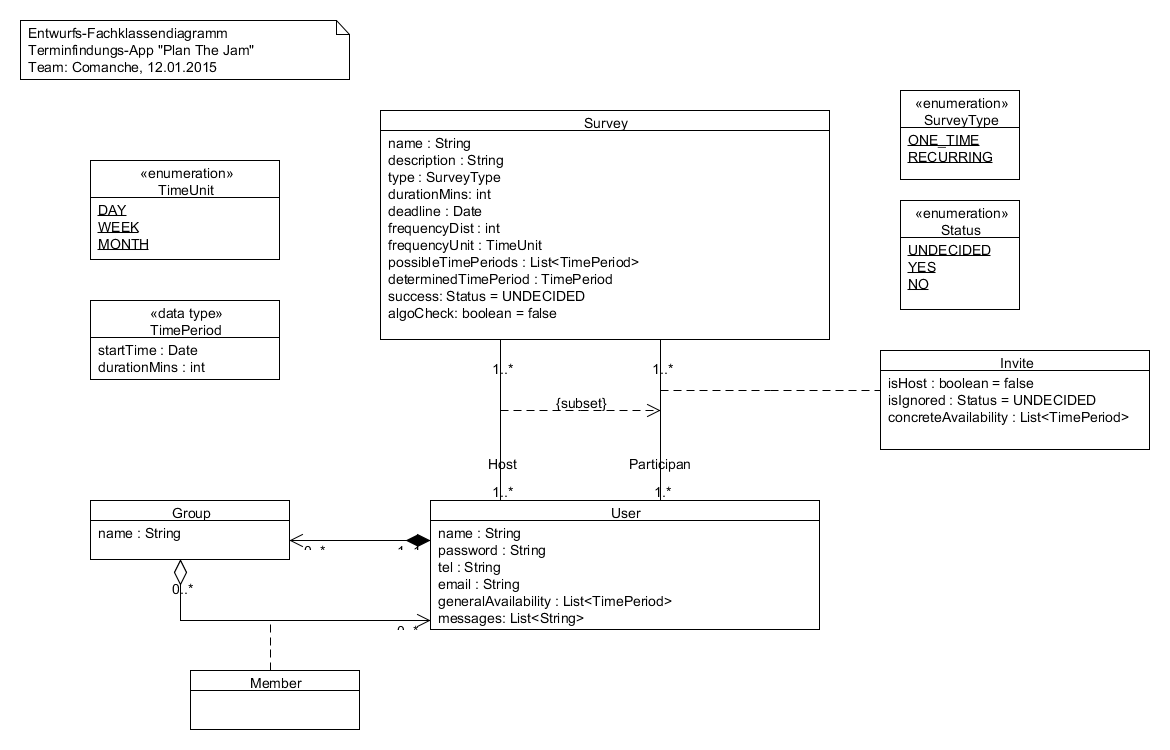 Entwurfs-Fachklassendiagramm
Terminfindungs-App "Plan The Jam"
Team: Comanche, 12.01.2015
«enumeration»
SurveyType
ONE_TIME
RECURRING
Survey
name : String
description : String
type : SurveyType
durationMins: int
deadline : Date
frequencyDist : int
frequencyUnit : TimeUnit
possibleTimePeriods : List<TimePeriod>
determinedTimePeriod : TimePeriod
success: Status = UNDECIDED
algoCheck: boolean = false
«enumeration»
TimeUnit
DAY
WEEK
MONTH
«enumeration»
Status
UNDECIDED
YES
NO
«data type»
TimePeriod
startTime : Date
durationMins : int
1..*
1..*
Invite
isHost : boolean = false
isIgnored : Status = UNDECIDED
concreteAvailability : List<TimePeriod>
{subset}
Host
Participan
1..*
1.*
Group
name : String
User
name : String
password : String
tel : String
email : String
generalAvailability : List<TimePeriod>
messages: List<String>
0..*
0..*
0..*
Member